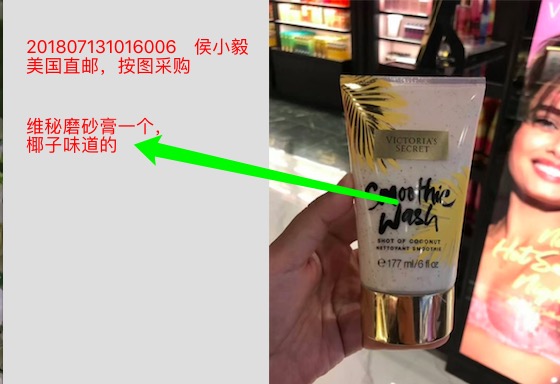 201807131016006 侯小毅
美国直邮，按图采购
维秘磨砂膏一个，
椰子味道的
VICTORIA'S
SECRET
Smoothie
Wash
SHOT OF COCONUT
NETTOYANT SMOOTHIE
℮177 ml/6 fl oz